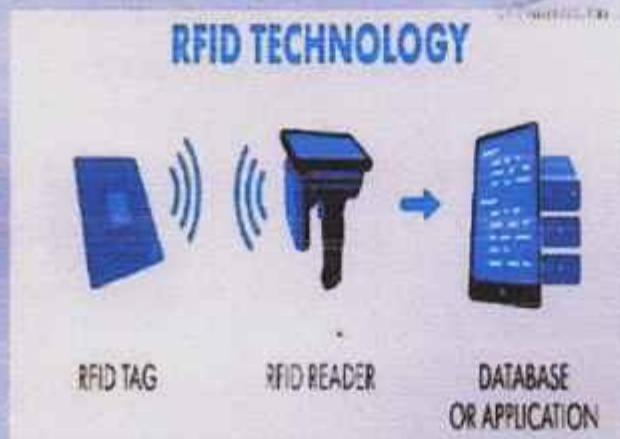 RFID TECHNOLOGY
RFID TAG
RFID READER
DATABASE
OR APPLICATION